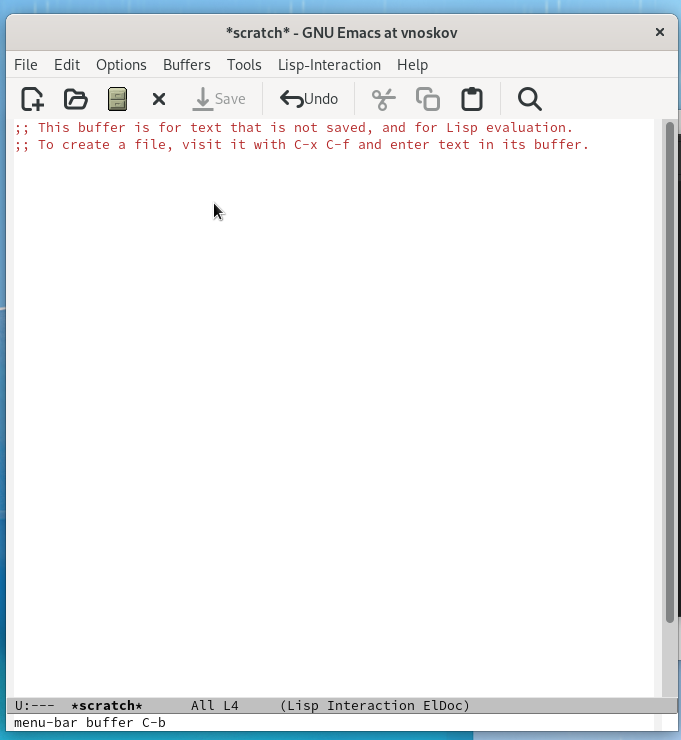 *scratch* - GNU Emacs at vnoskov ×
File Edit Options Buffers Tools Lisp-Interaction Help
Save Undo
;; This buffer is for text that is not saved, and for Lisp evaluation.
;; To create a file, visit it with C-x C-f and enter text in its buffer.
U:--- *scratch* All L4 (Lisp Interaction ElDoc)
menu-bar buffer C-b